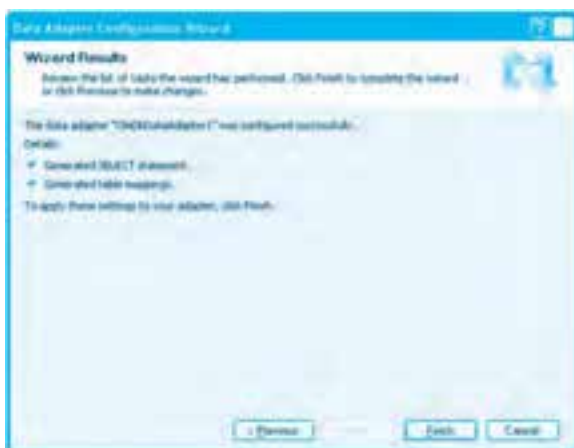 Data Adapter Configuration Wizard
Wizard Results
Review the list of tasks the wizard has performed. Click Finish to complete the wizard
or click Previous to make changes.
The data adapter "" was configured successfully.
Details:
Generated SELECT statement.
Generated table mappings.
To apply these settings to your adapter, click Finish.
< Previous
Finish
Cancel